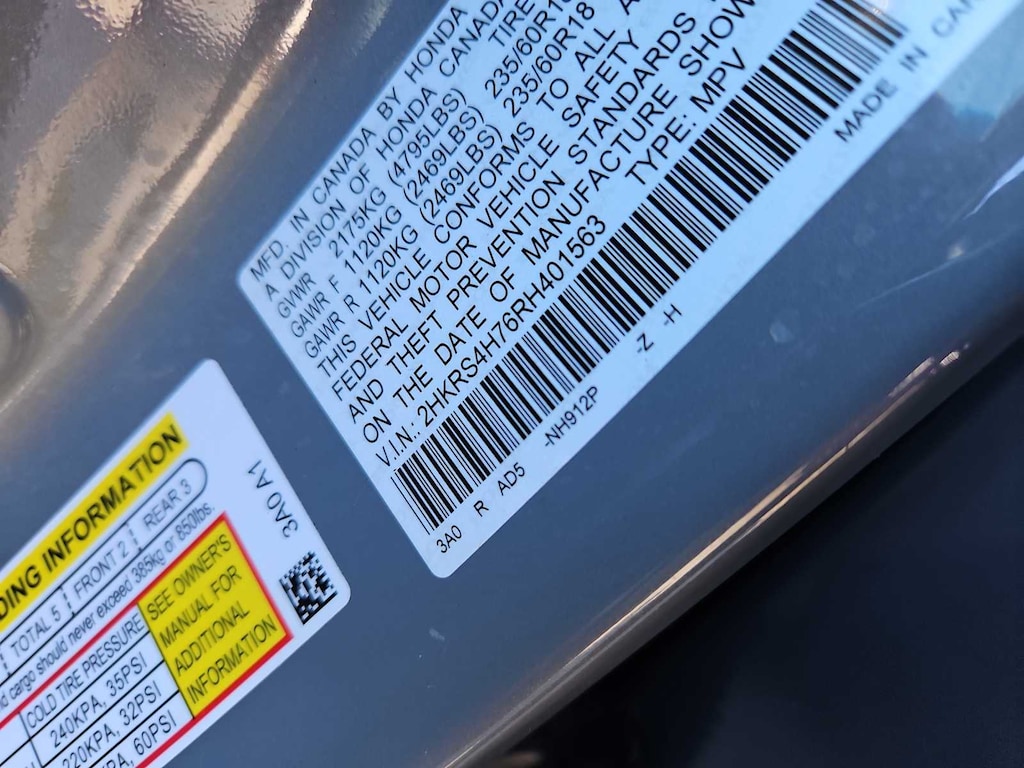 MFD. IN CANADA BY HONDA
A DIVISION OF HONDA CANADA
GVWR 2175KG (4795LBS) TIRE
GAWR F 1120KG (2469LBS) 235/60R18
GAWR R 1120KG (2469LBS) 235/60R18
THIS VEHICLE CONFORMS TO ALL
FEDERAL MOTOR VEHICLE SAFETY
AND THEFT PREVENTION STANDARDS
ON THE DATE OF MANUFACTURE SHOW
V.I.N.: 2HKRS4H76RH401563 TYPE: MPV
3A0 R AD5 -NH912P -Z -H MADE IN CAN
DING INFORMATION
TOTAL 5 FRONT 2 REAR 3
d cargo should never exceed 385kg or 850lbs.
COLD TIRE PRESSURE
240KPA, 35PSI
220KPA, 32PSI
PA, 60PSI
SEE OWNER'S
MANUAL FOR
ADDITIONAL
INFORMATION
3A0 A1